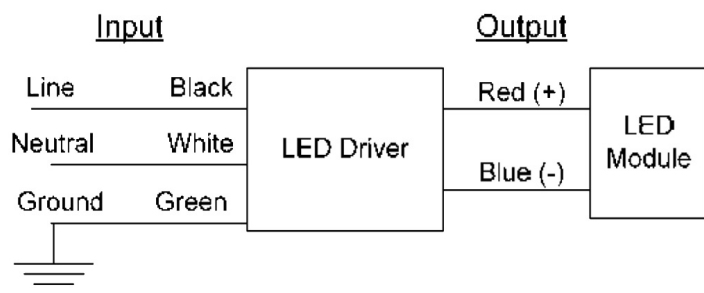 Input Output
Line Black Red (+)
Neutral White LED Driver LED Module
Ground Green Blue (-)